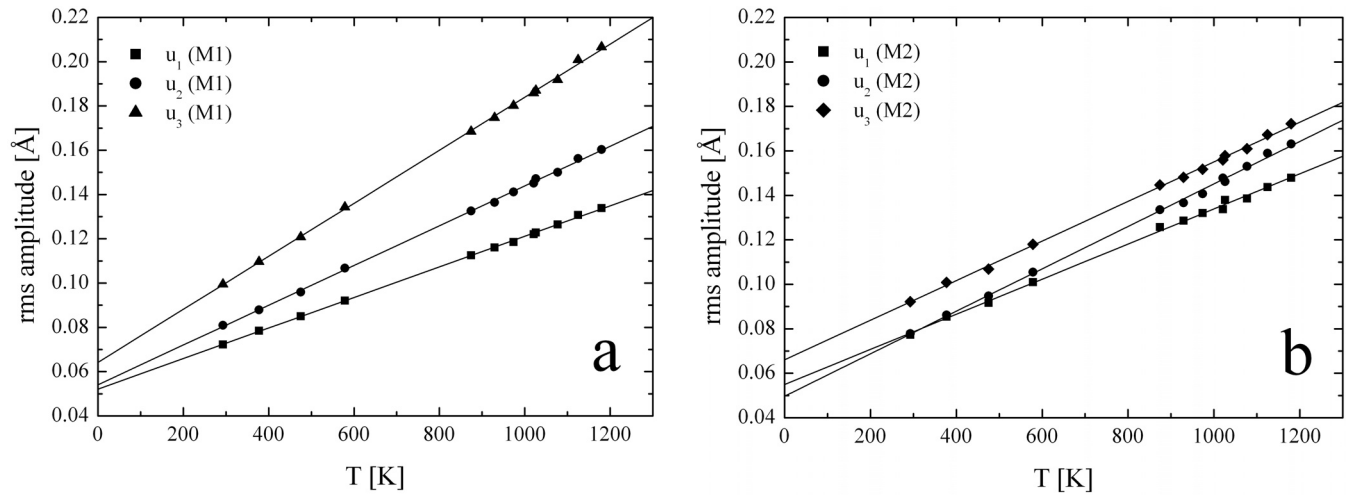 0.22
0.20
0.18
0.16
0.14
0.12
0.10
0.08
0.06
0.04
rms amplitude [Å]
u₁ (M1)
u₂ (M1)
u₃ (M1)
a
0 200 400 600 800 1000 1200
T [K]
0.22
0.20
0.18
0.16
0.14
0.12
0.10
0.08
0.06
0.04
rms amplitude [Å]
u₁ (M2)
u₂ (M2)
u₃ (M2)
b
0 200 400 600 800 1000 1200
T [K]